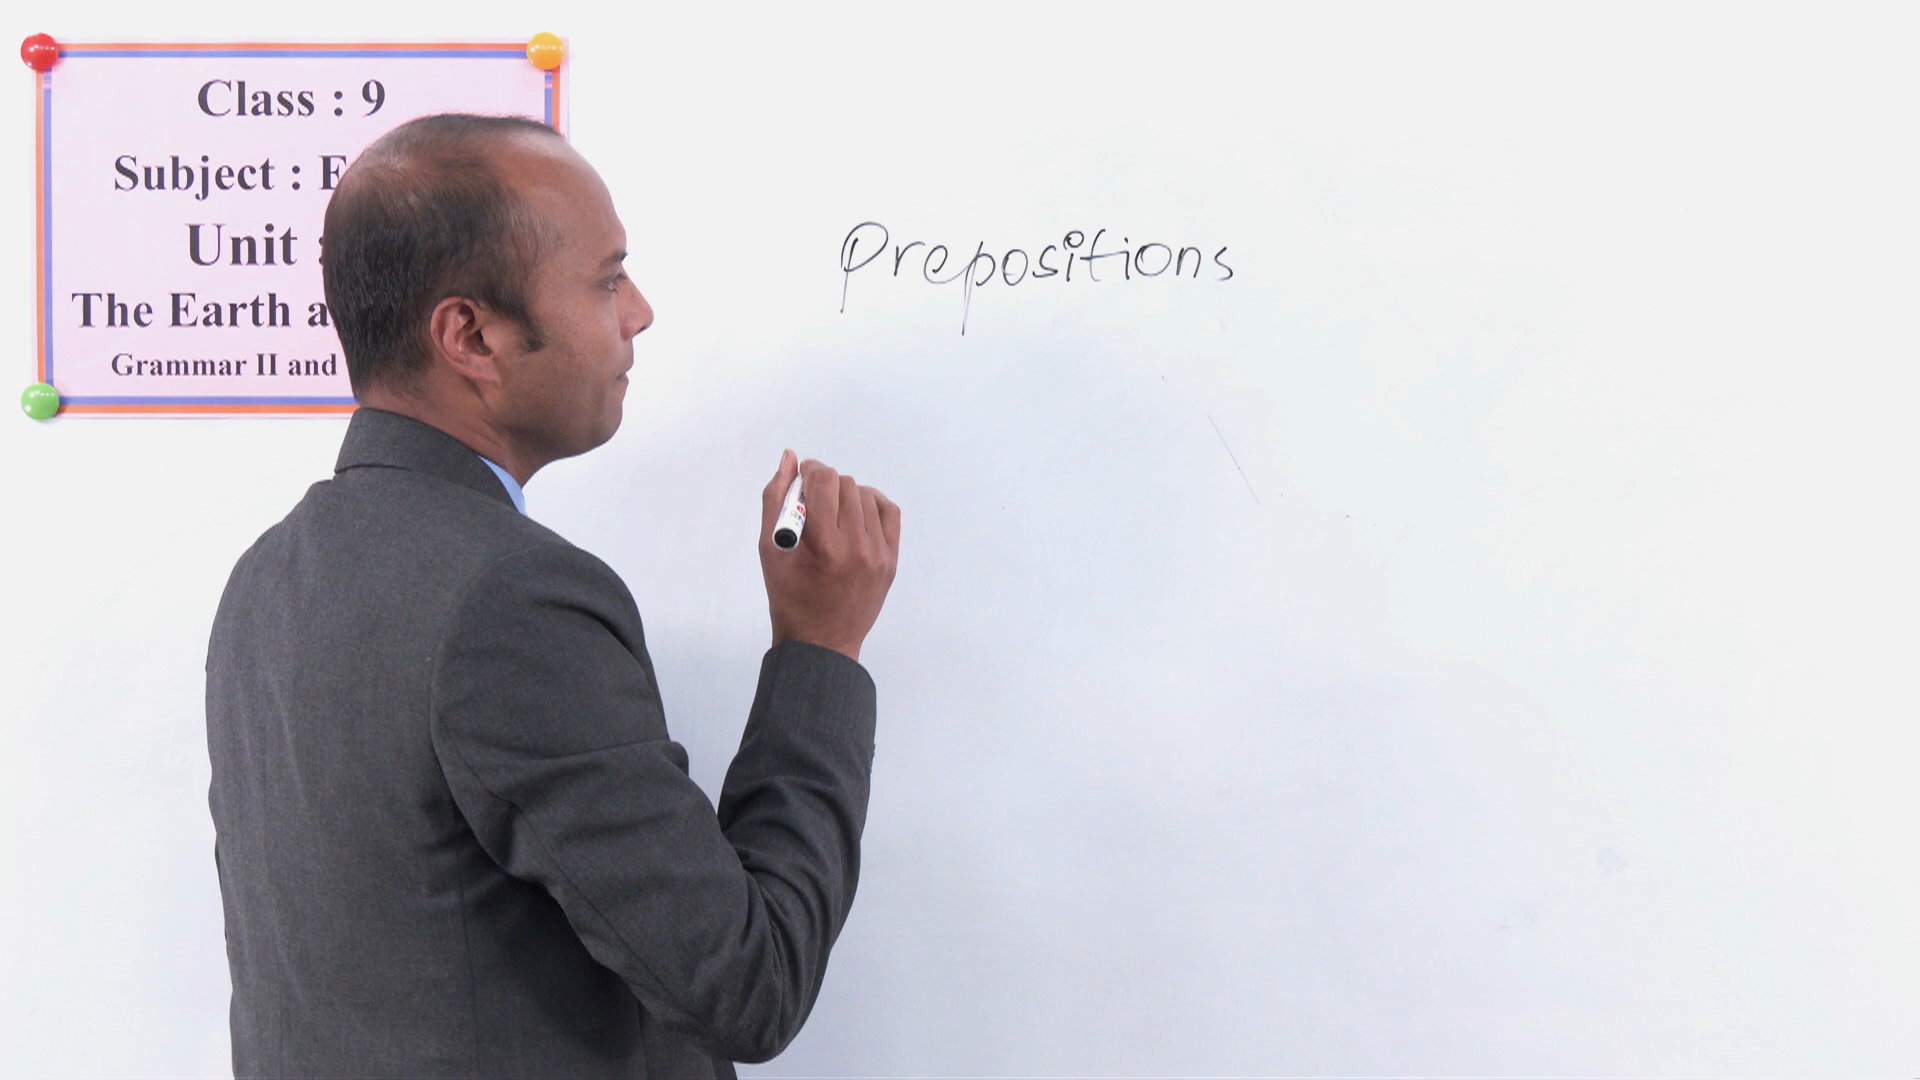 Class : 9
Subject :
Unit :
The Earth
Grammar II and
Prepositions